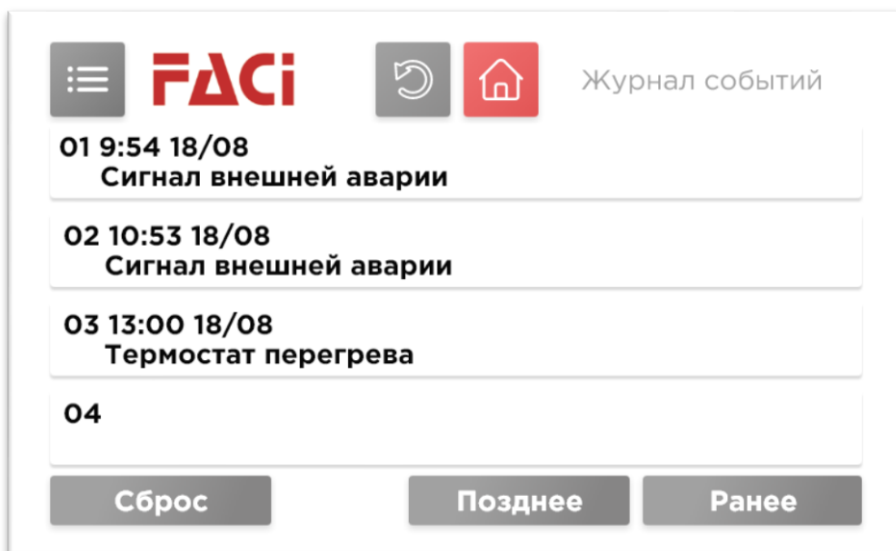 FACi
Журнал событий
01 9:54 18/08
Сигнал внешней аварии
02 10:53 18/08
Сигнал внешней аварии
03 13:00 18/08
Термостат перегрева
04
Сброс
Позднее
Ранее